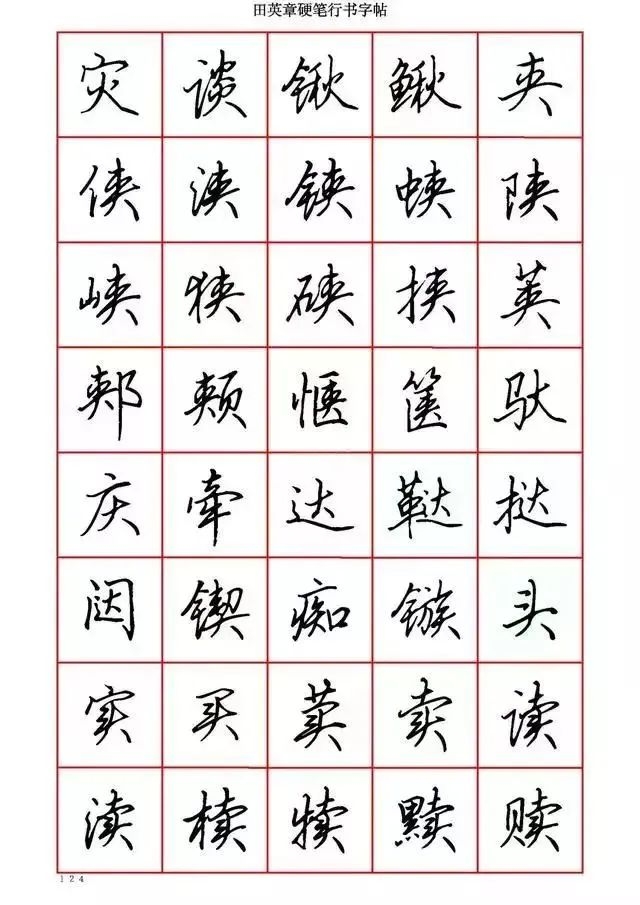 田英章硬笔行书字帖
灾谈锹鳅夹
侠浃铗蛱陕
峡狭硖挟荚
郏颊惬箧驮
庆牵达鞑挞
闼锲痴镞头
实买荬卖读
渎椟犊黩赎
124